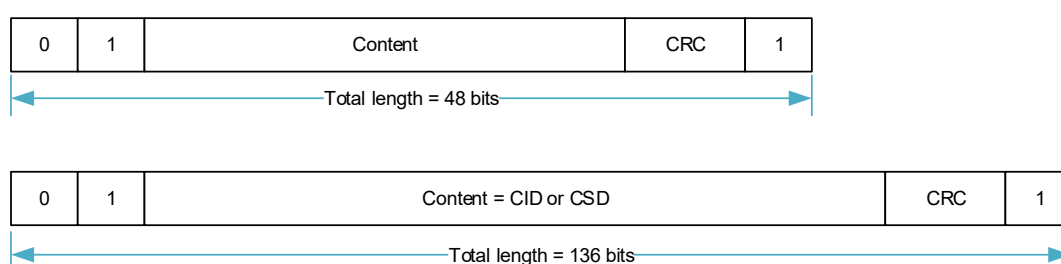 0 1 Content CRC 1
Total length = 48 bits
0 1 Content = CID or CSD CRC 1
Total length = 136 bits